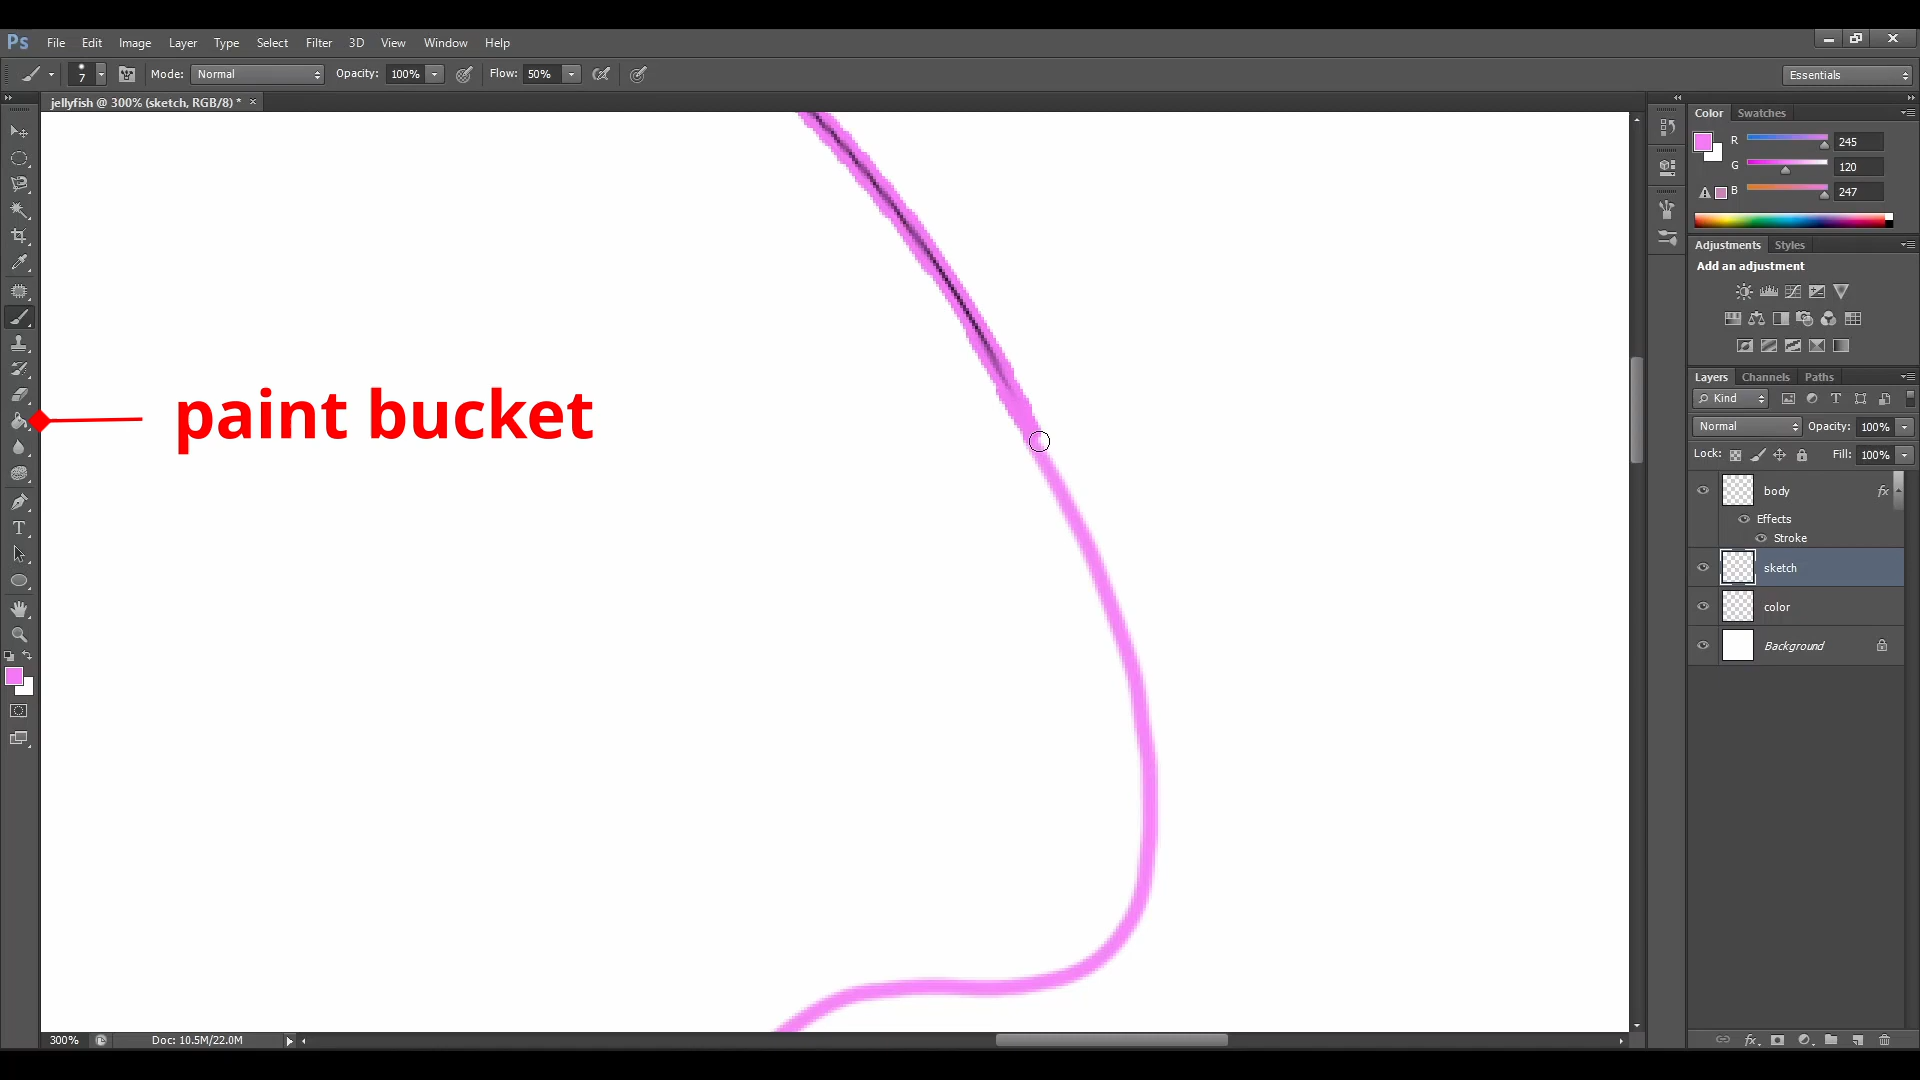 Ps File Edit Image Layer Type Select Filter 3D View Window Help
7 Mode: Normal Opacity: 100% Flow: 50% Essentials
jellyfish @ 300% (sketch, RGB/8) * ×
Color Swatches
R 245
G 120
B 247
Adjustments Styles
Add an adjustment
Layers Channels Paths
Kind
Normal Opacity: 100%
Lock: Fill: 100%
body fx
Effects
Stroke
sketch
color
Background
paint bucket
300% Doc: 10.5M/22.0M
fx